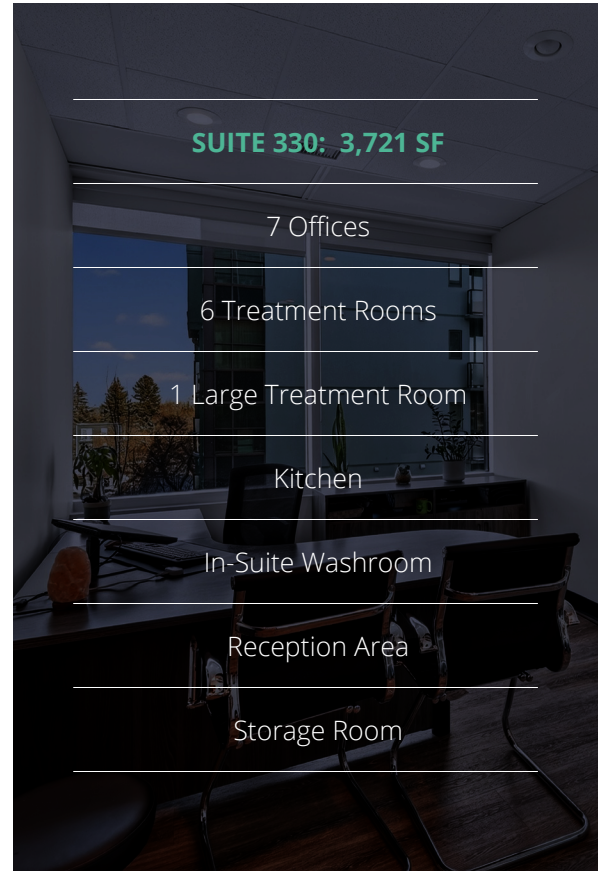 SUITE 330: 3,721 SF
7 Offices
6 Treatment Rooms
1 Large Treatment Room
Kitchen
In-Suite Washroom
Reception Area
Storage Room